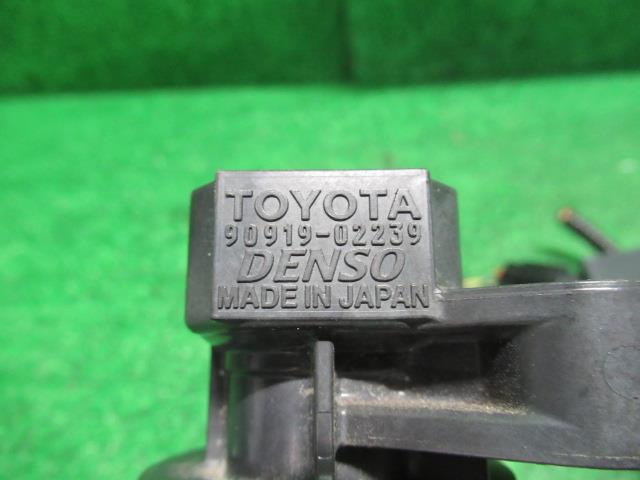 TOYOTA
90919-02239
DENSO
MADE IN JAPAN